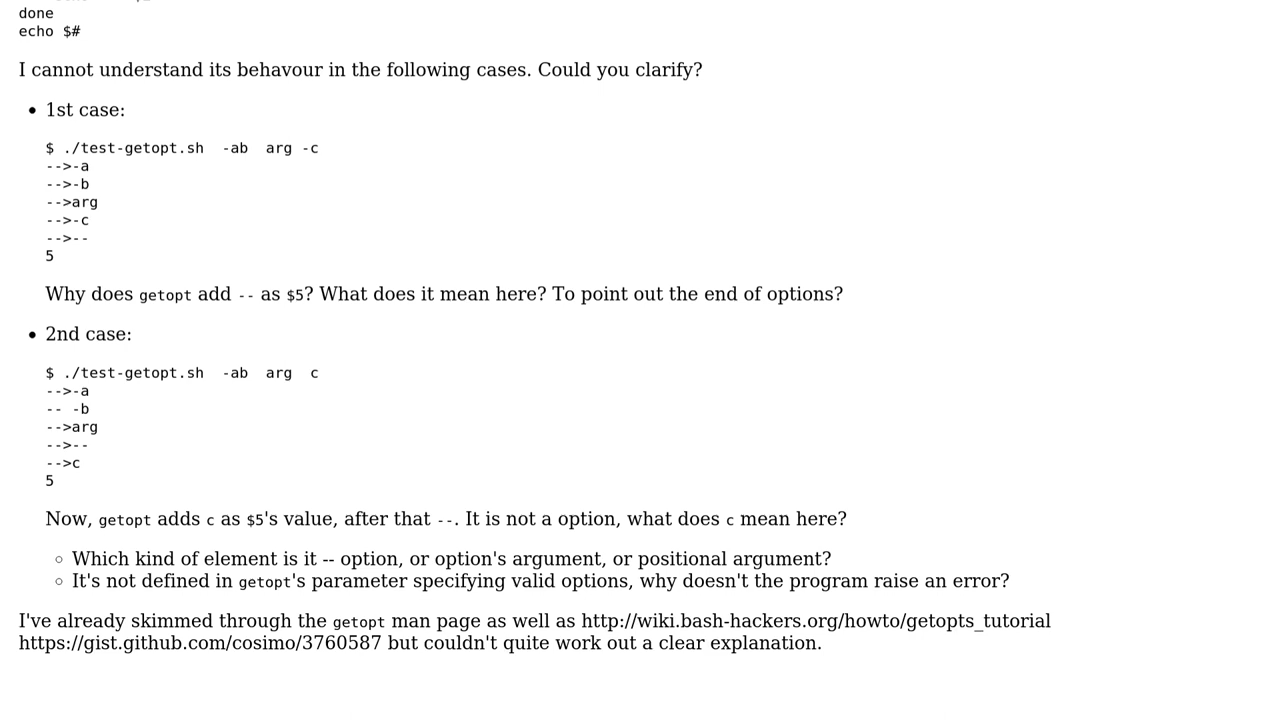 done
echo $#
I cannot understand its behavour in the following cases. Could you clarify?
• 1st case:
$ ./test-getopt.sh  -ab  arg -c
-->-a
-->-b
-->arg
-->-c
-->--
5
Why does getopt add -- as $5? What does it mean here? To point out the end of options?
• 2nd case:
$ ./test-getopt.sh  -ab  arg  c
-->-a
-- -b
-->arg
-->--
-->c
5
Now, getopt adds c as $5's value, after that --. It is not a option, what does c mean here?
◦ Which kind of element is it -- option, or option's argument, or positional argument?
◦ It's not defined in getopt's parameter specifying valid options, why doesn't the program raise an error?
I've already skimmed through the getopt man page as well as http://wiki.bash-hackers.org/howto/getopts_tutorial
https://gist.github.com/cosimo/3760587 but couldn't quite work out a clear explanation.